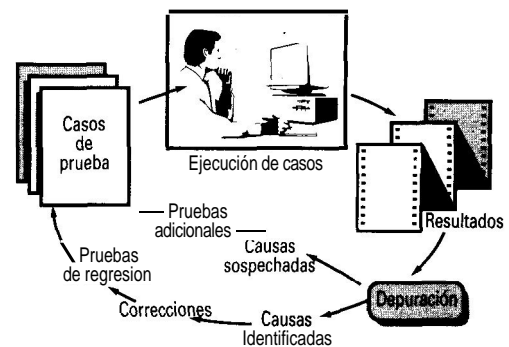 Casos
de
prueba
Ejecución de casos
Resultados
Depuración
Causas
sospechadas
Pruebas
adicionales
Causas
Identificadas
Correcciones
Pruebas
de regresion